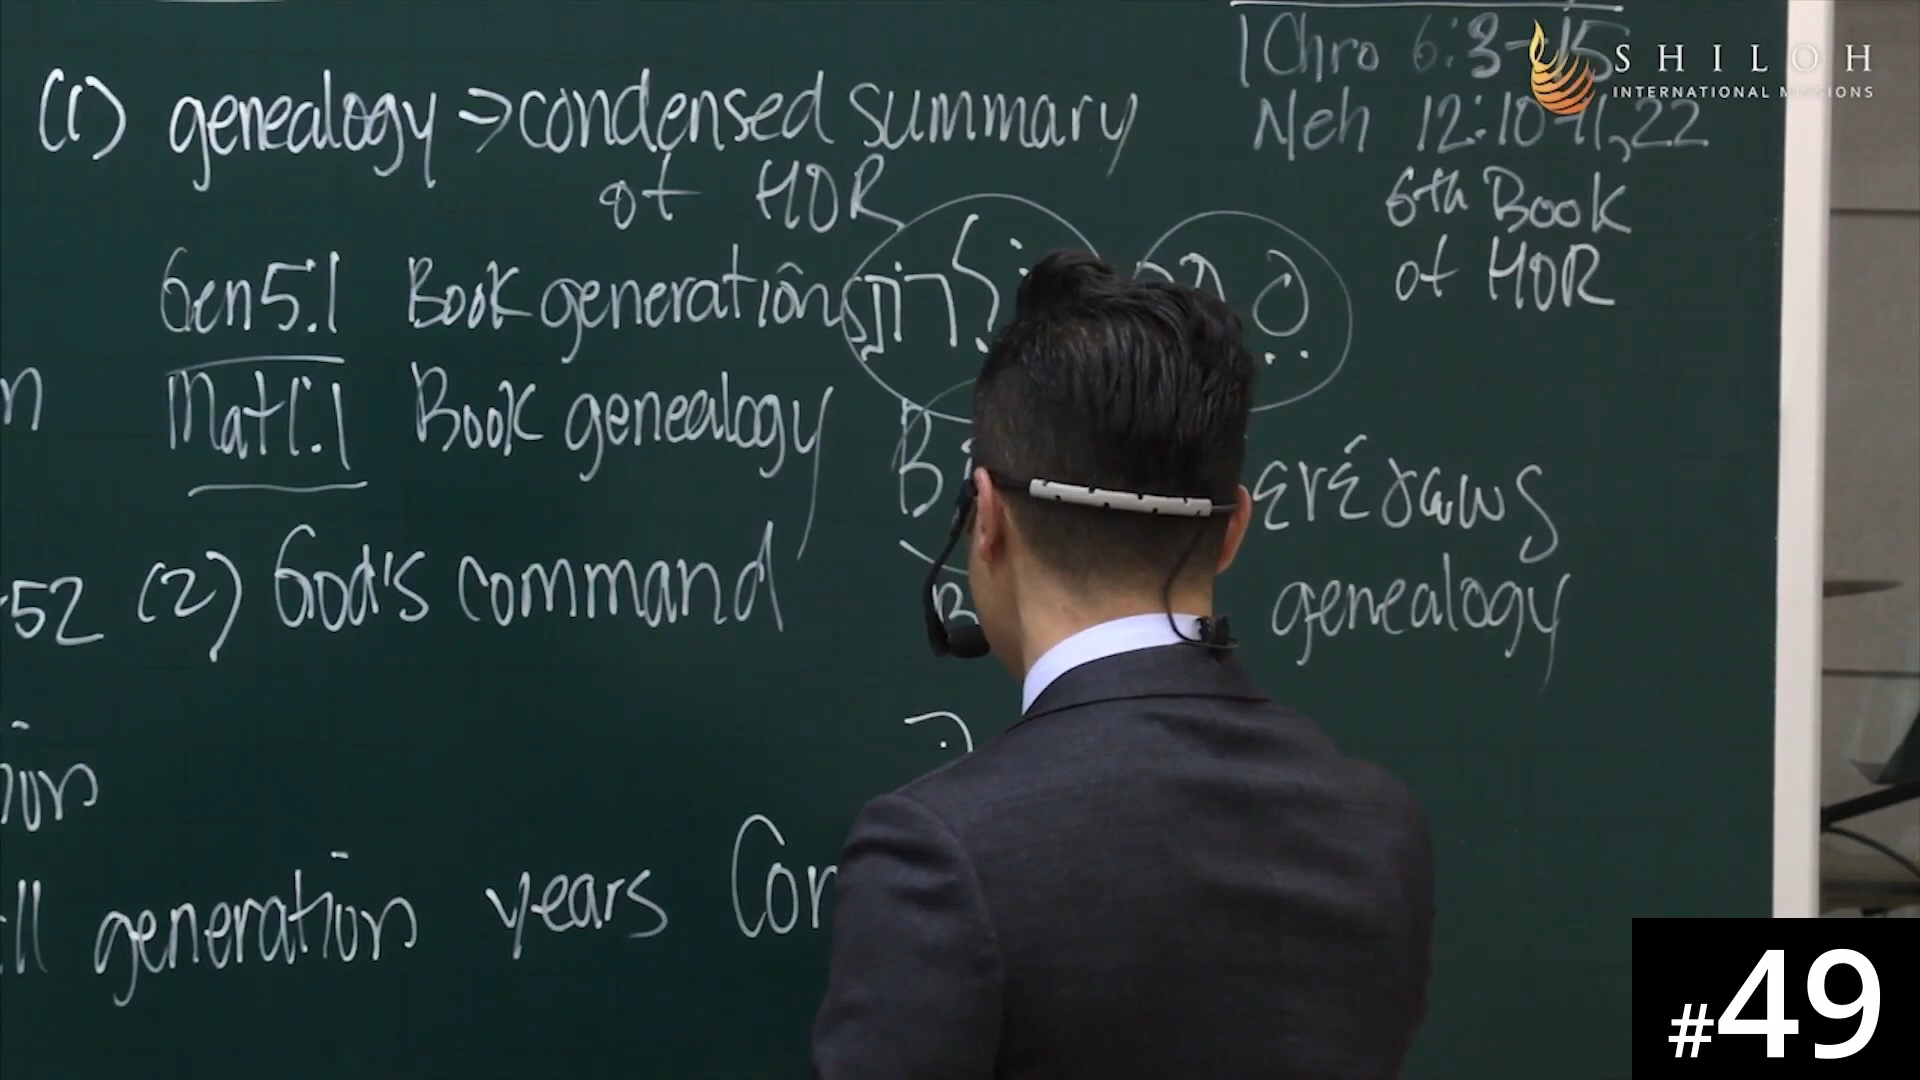 1 Chro 6:3-15
SHILOH
INTERNATIONAL MISSIONS
Neh 12:10-11,22
6th Book
of HOR
(1) genealogy ⇒ condensed summary
of HOR
Gen 5:1 Book generations
Mat 1:1 Book genealogy
52 (2) God's command
genealogy
generation years
#49